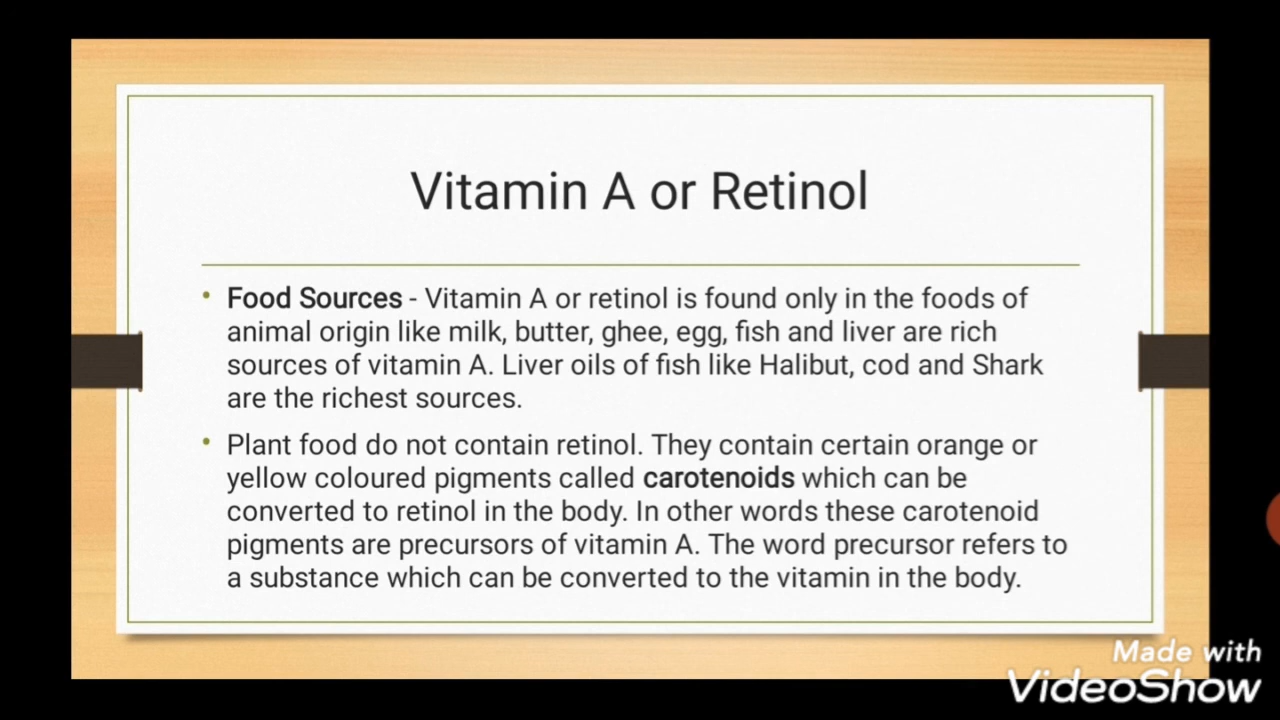 Vitamin A or Retinol
• Food Sources - Vitamin A or retinol is found only in the foods of
animal origin like milk, butter, ghee, egg, fish and liver are rich
sources of vitamin A. Liver oils of fish like Halibut, cod and Shark
are the richest sources.
• Plant food do not contain retinol. They contain certain orange or
yellow coloured pigments called carotenoids which can be
converted to retinol in the body. In other words these carotenoid
pigments are precursors of vitamin A. The word precursor refers to
a substance which can be converted to the vitamin in the body.
Made with
VideoShow